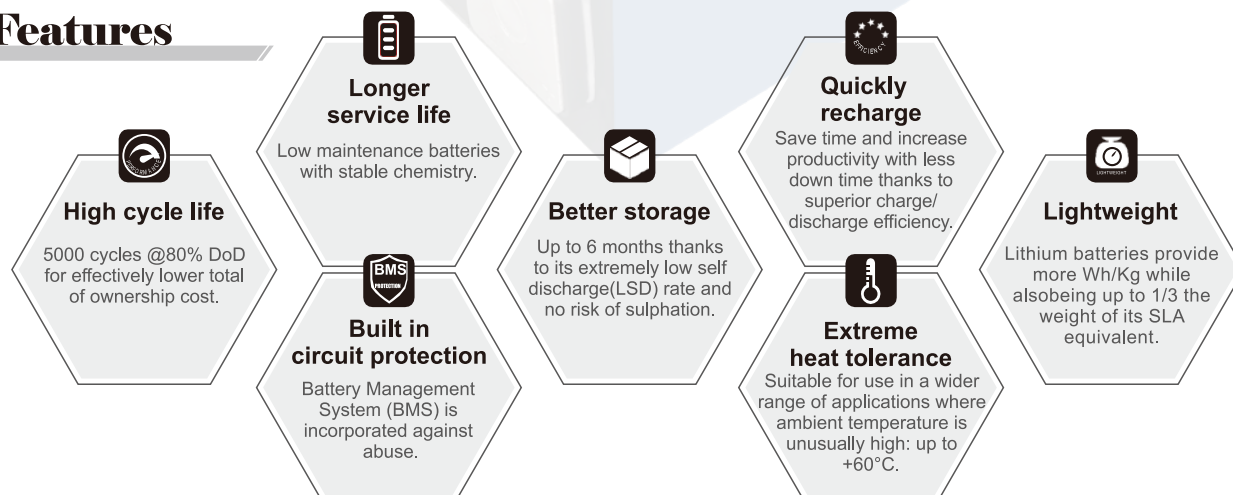 Features
High cycle life
5000 cycles @80% DoD
for effectively lower total
of ownership cost.
Longer
service life
Low maintenance batteries
with stable chemistry.
BMS
PROTECTION
Built in
circuit protection
Battery Management
System (BMS) is
incorporated against
abuse.
Better storage
Up to 6 months thanks
to its extremely low self
discharge(LSD) rate and
no risk of sulphation.
EFFICIENCY
Quickly
recharge
Save time and increase
productivity with less
down time thanks to
superior charge/
discharge efficiency.
Extreme
heat tolerance
Suitable for use in a wider
range of applications where
ambient temperature is
unusually high: up to
+60°C.
LIGHTWEIGHT
Lightweight
Lithium batteries provide
more Wh/Kg while
alsobeing up to 1/3 the
weight of its SLA
equivalent.